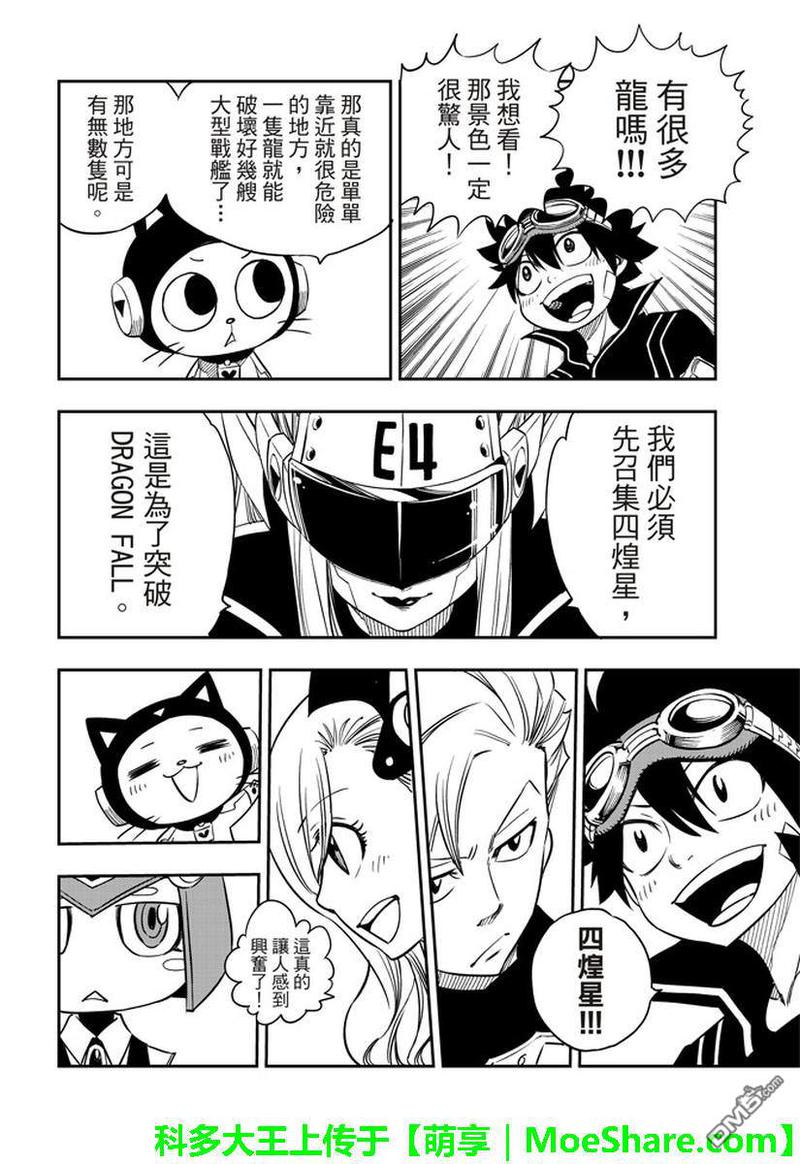 有很多
龍嗎!!!
我想看！
那景色一定
很驚人！
那真的是單單
靠近就很危險
的地方，
一隻龍就能
破壞好幾艘
大型戰艦了…
那地方可是
有無數隻呢。
E4
我們必須
先召集四煌星，
這是為了突破
DRAGON FALL。
四煌星!!!
這真的
讓人感到
興奮了！
6
DM5.com
科多大王上传于【萌享｜MoeShare.com】